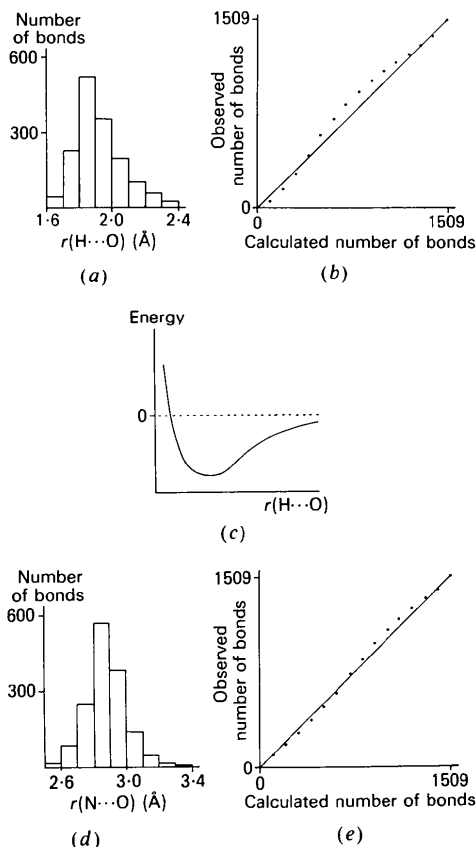 Number
of bonds
600
300
1·6
2·0
2·4
r(H···O) (Å)
(a)
1509
Observed
number of bonds
0
0
1509
Calculated number of bonds
(b)
Energy
0
r(H···O)
(c)
Number
of bonds
600
300
2·6
3·0
3·4
r(N···O) (Å)
(d)
1509
Observed
number of bonds
0
0
1509
Calculated number of bonds
(e)